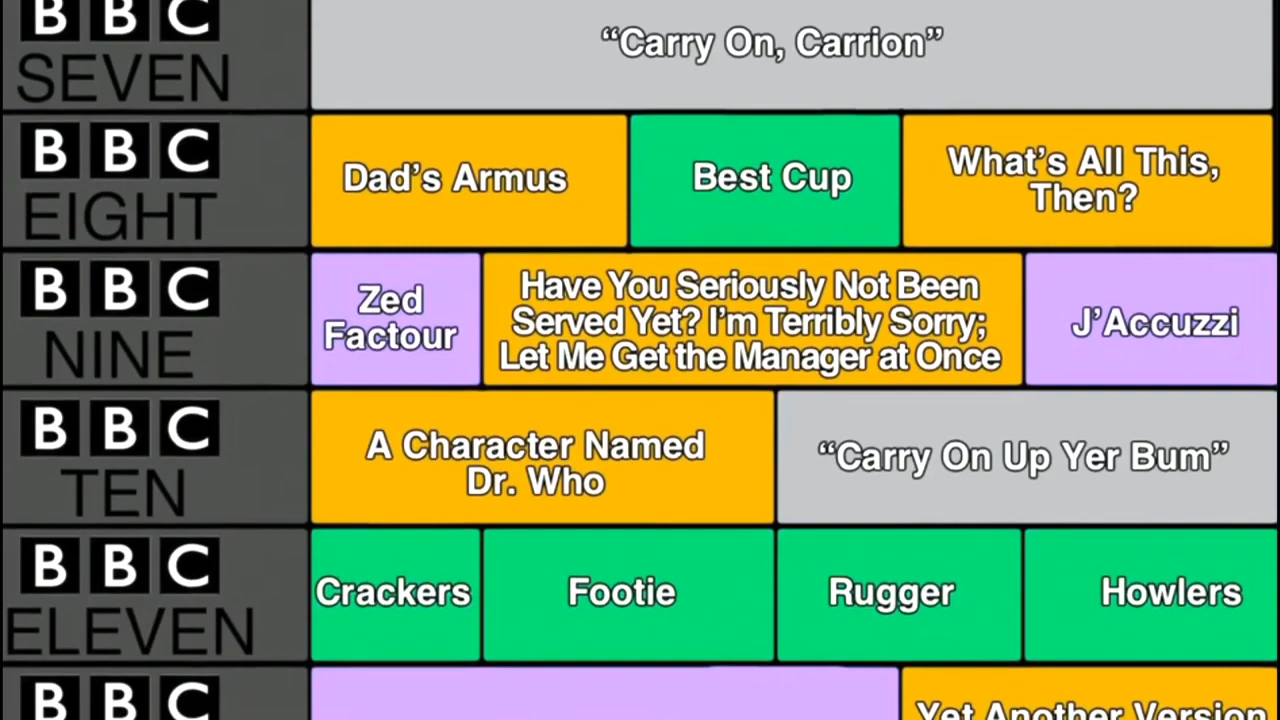 BBC
SEVEN
“Carry On, Carrion”
BBC
EIGHT
Dad’s Armus
Best Cup
What’s All This,
Then?
BBC
NINE
Zed
Factour
Have You Seriously Not Been
Served Yet? I’m Terribly Sorry;
Let Me Get the Manager at Once
J’Accuzzi
BBC
TEN
A Character Named
Dr. Who
“Carry On Up Yer Bum”
BBC
ELEVEN
Crackers
Footie
Rugger
Howlers
BBC
Yet Another Version